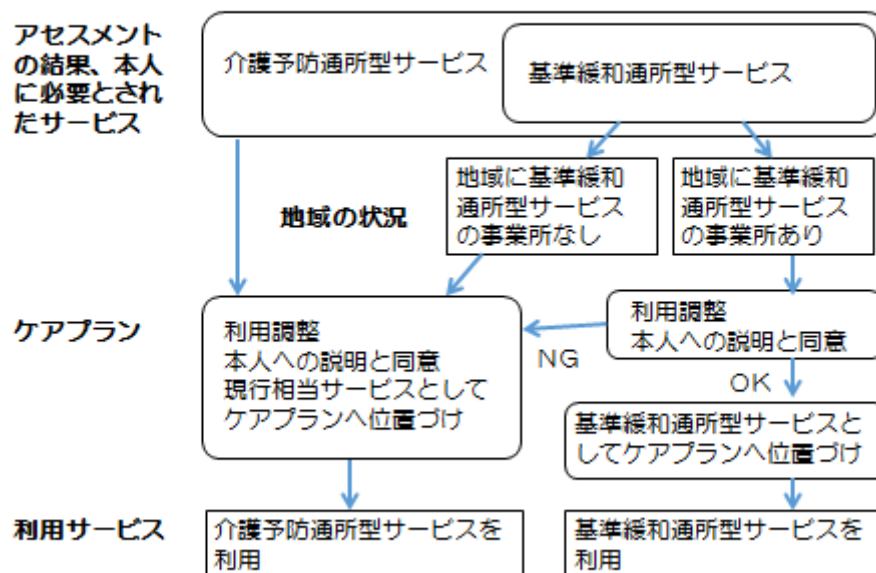 アセスメント
の結果、本人
に必要とされ
たサービス
介護予防通所型サービス
基準緩和通所型サービス
地域の状況
地域に基準緩和
通所型サービス
の事業所なし
地域に基準緩和
通所型サービス
の事業所あり
ケアプラン
利用調整
本人への説明と同意
現行相当サービスとして
ケアプランへ位置づけ
NG
利用調整
本人への説明と同意
OK
基準緩和通所型サービスと
してケアプランへ位置づけ
利用サービス
介護予防通所型サービスを
利用
基準緩和通所型サービスを
利用